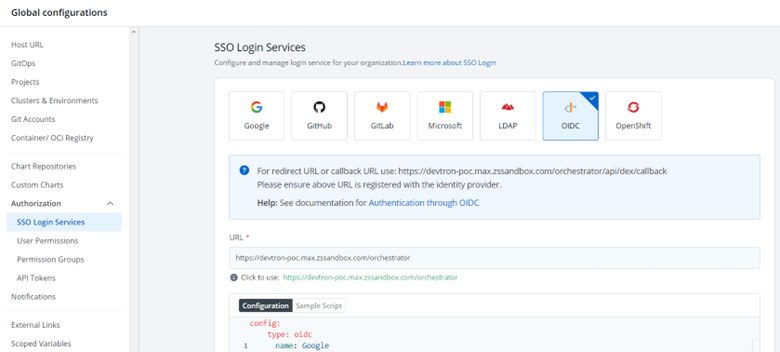 Global configurations
Host URL
GitOps
Projects
Clusters & Environments
Git Accounts
Container/ OCI Registry
Chart Repositories
Custom Charts
Authorization
SSO Login Services
User Permissions
Permission Groups
API Tokens
Notifications
External Links
Scoped Variables
SSO Login Services
Configure and manage login service for your organization.Learn more about SSO Login
Google GitHub GitLab Microsoft LDAP OIDC OpenShift
For redirect URL or callback URL use: https://devtron-poc.max.zssandbox.com/orchestrator/api/dex/callback
Please ensure above URL is registered with the identity provider.
Help: See documentation for Authentication through OIDC
URL *
https://devtron-poc.max.zssandbox.com/orchestrator
Click to use: https://devtron-poc.max.zssandbox.com/orchestrator
Configuration Sample Script
config:
type: oidc
1 name: Google